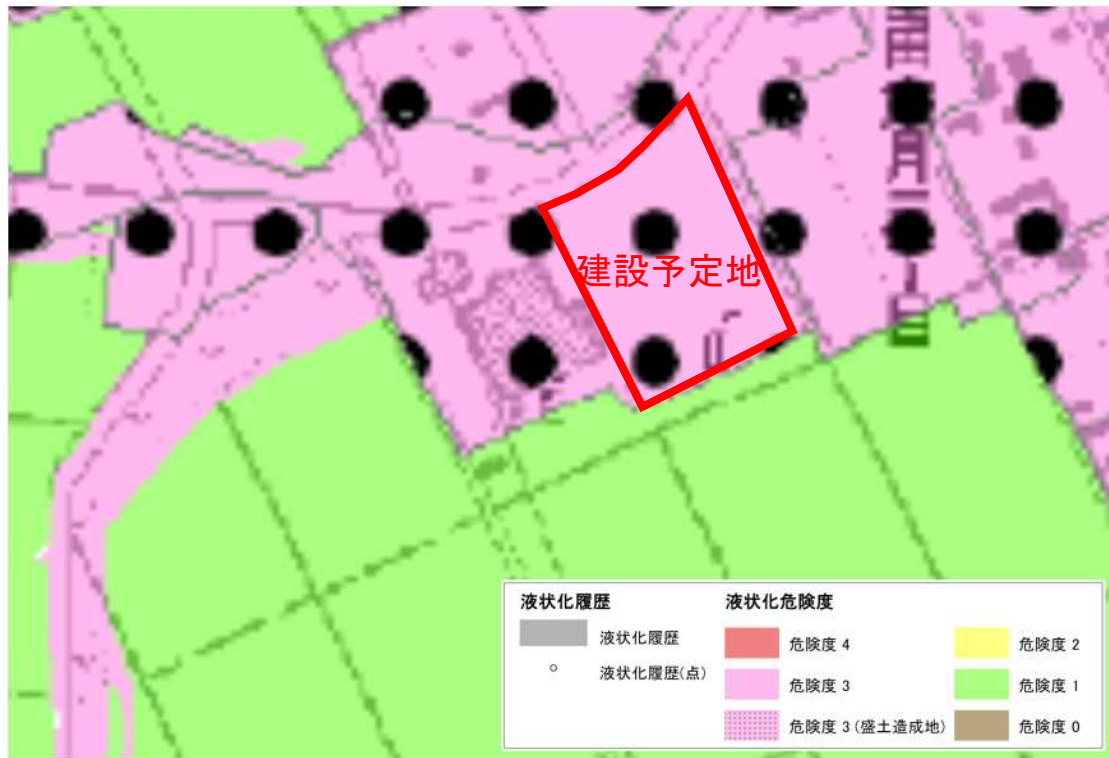 建設予定地
液状化履歴
液状化履歴
液状化履歴(点)
液状化危険度
危険度 4
危険度 3
危険度 3 (盛土造成地)
危険度 2
危険度 1
危険度 0